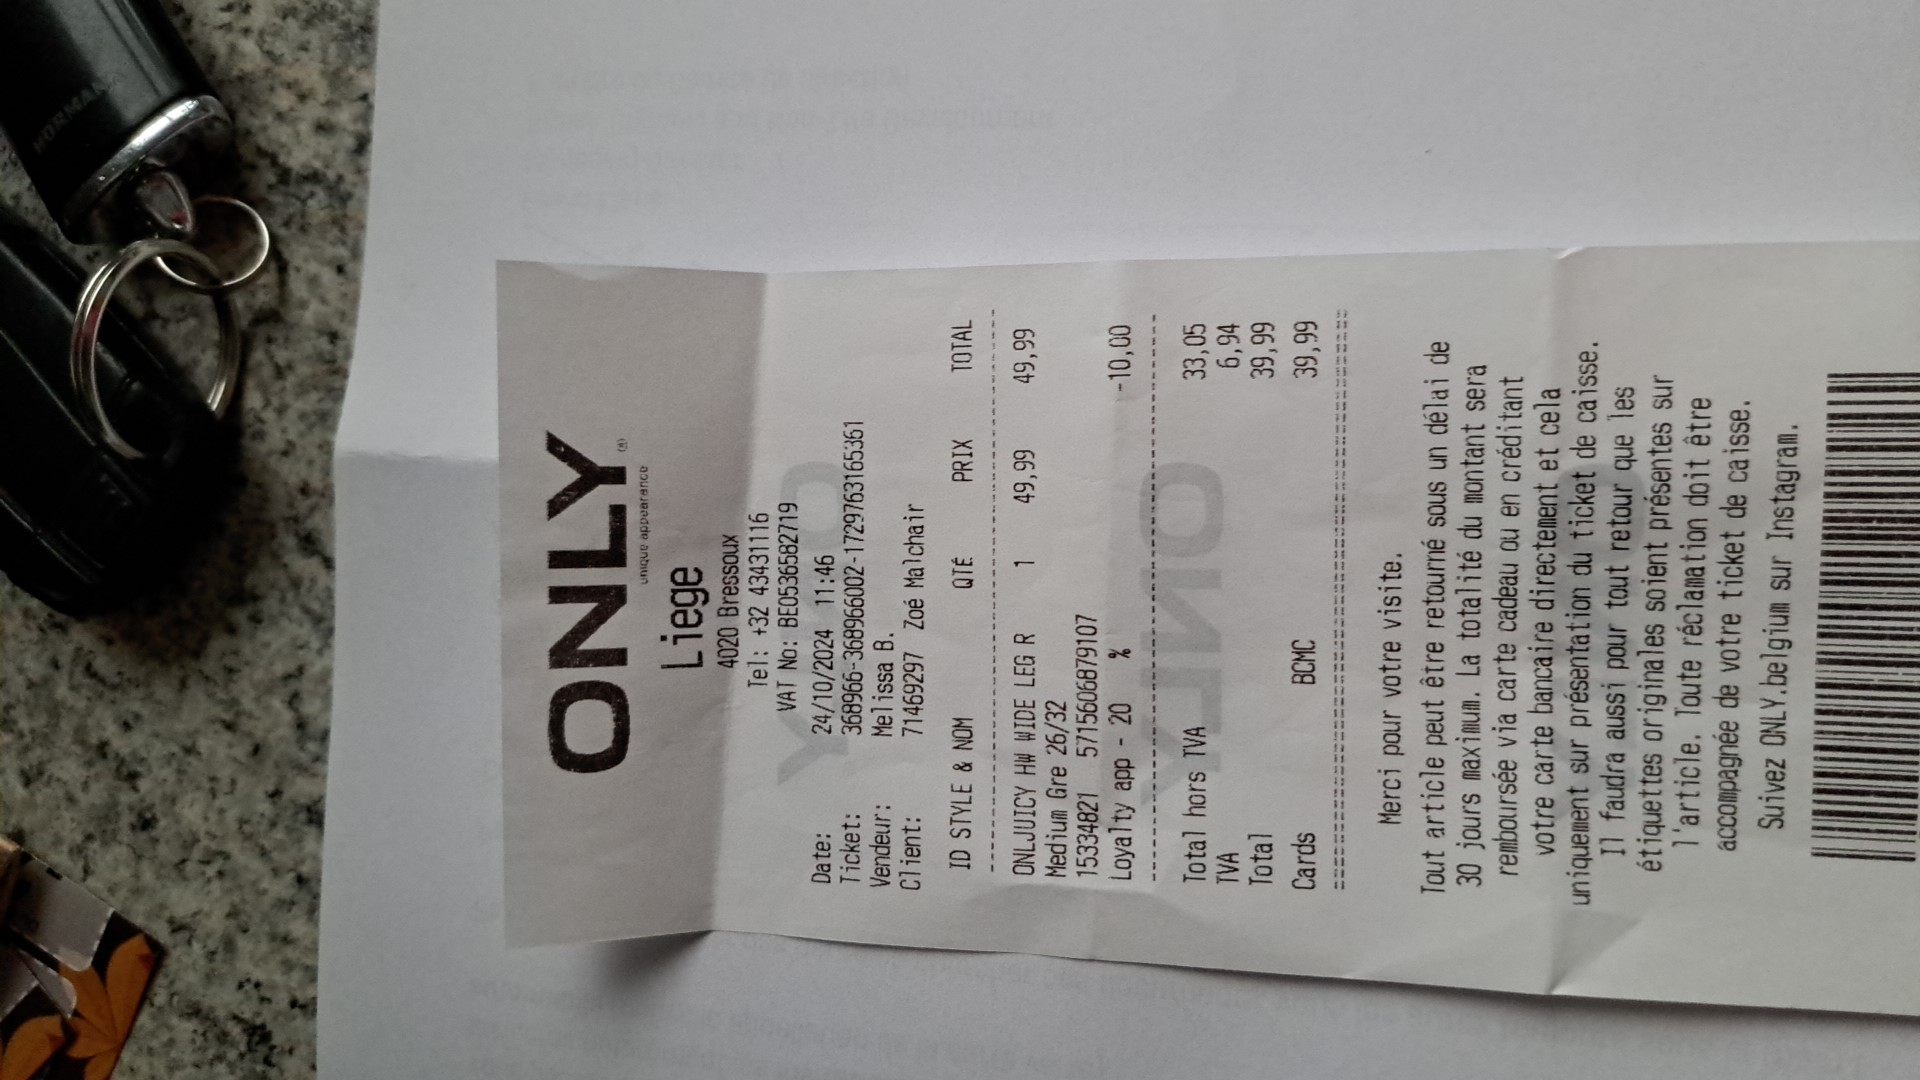 NORMAN
ONLY®
unique appearance
Liege
4020 Bressoux
Tel: +32 43431116
VAT No: BE0536582719
Date: 24/10/2024 11:46
Ticket: 368966-368966002-1729763165361
Vendeur: Melissa B.
Client: 71469297 Zoé Malchair
ID STYLE & NOM QTÉ PRIX TOTAL
ONLJUICY HW WIDE LEG R 1 49,99 49,99
Medium Gre 26/32
15334821 5715606879107
Loyalty app - 20 % -10,00
Total hors TVA 33,05
TVA 6,94
Total 39,99
Cards BCMC 39,99
Merci pour votre visite.
Tout article peut être retourné sous un délai de
30 jours maximum. La totalité du montant sera
remboursée via carte cadeau ou en créditant
votre carte bancaire directement et cela
uniquement sur présentation du ticket de caisse.
Il faudra aussi pour tout retour que les
étiquettes originales soient présentes sur
l'article. Toute réclamation doit être
accompagnée de votre ticket de caisse.
Suivez ONLY.belgium sur Instagram.